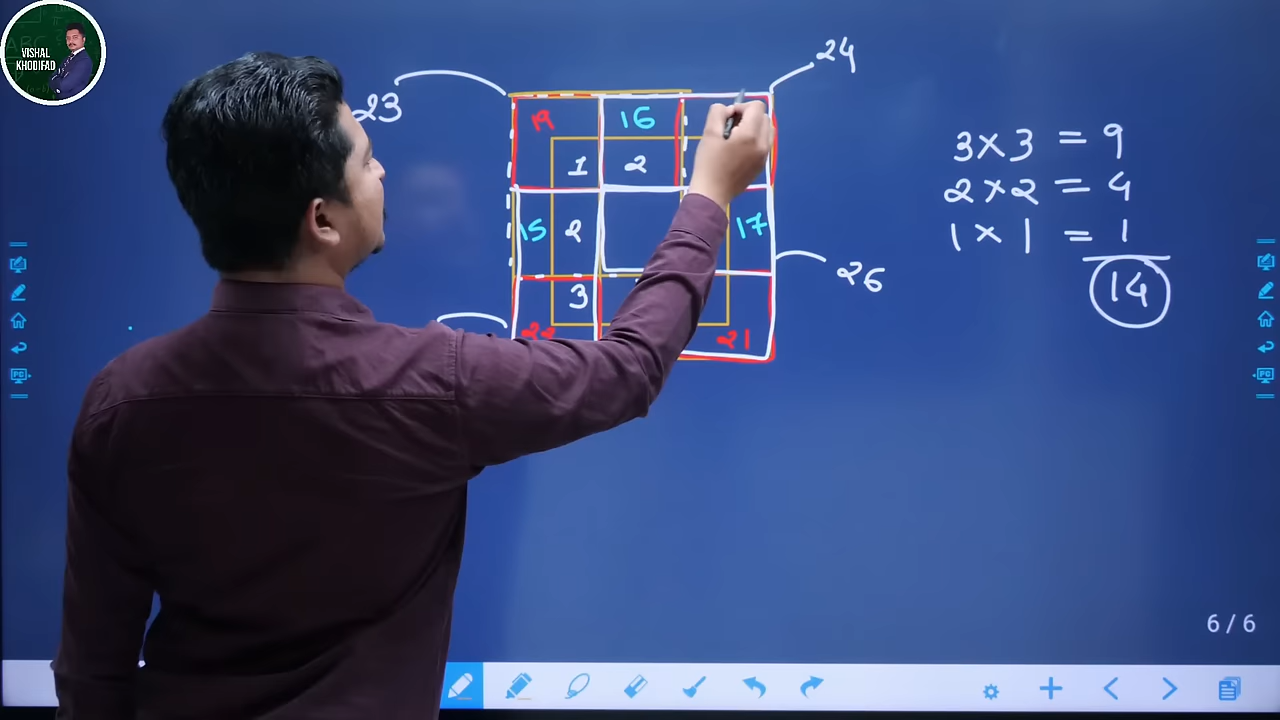 VISHAL
KHODIFAD
24
23
19 16
1 2
15 2 17
26
3
21
3×3 = 9
2×2 = 4
1×1 = 1
14
6 / 6